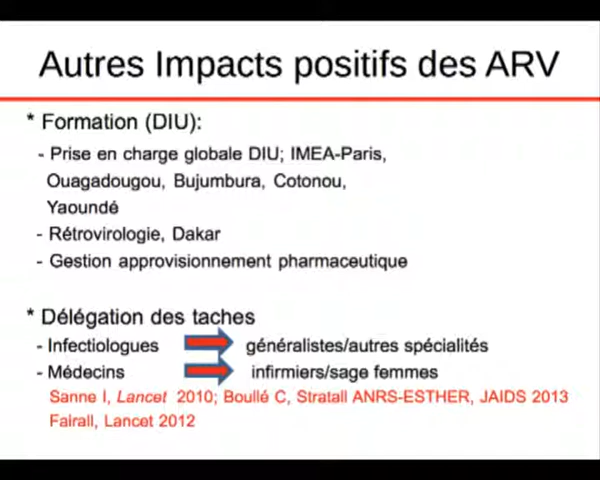 Autres Impacts positifs des ARV
* Formation (DIU):
- Prise en charge globale DIU; IMEA-Paris,
Ouagadougou, Bujumbura, Cotonou,
Yaoundé
- Rétrovirologie, Dakar
- Gestion approvisionnement pharmaceutique
* Délégation des taches
- Infectiologues généralistes/autres spécialités
- Médecins infirmiers/sage femmes
Sanne I, Lancet 2010; Boullé C, Stratall ANRS-ESTHER, JAIDS 2013
Fairall, Lancet 2012